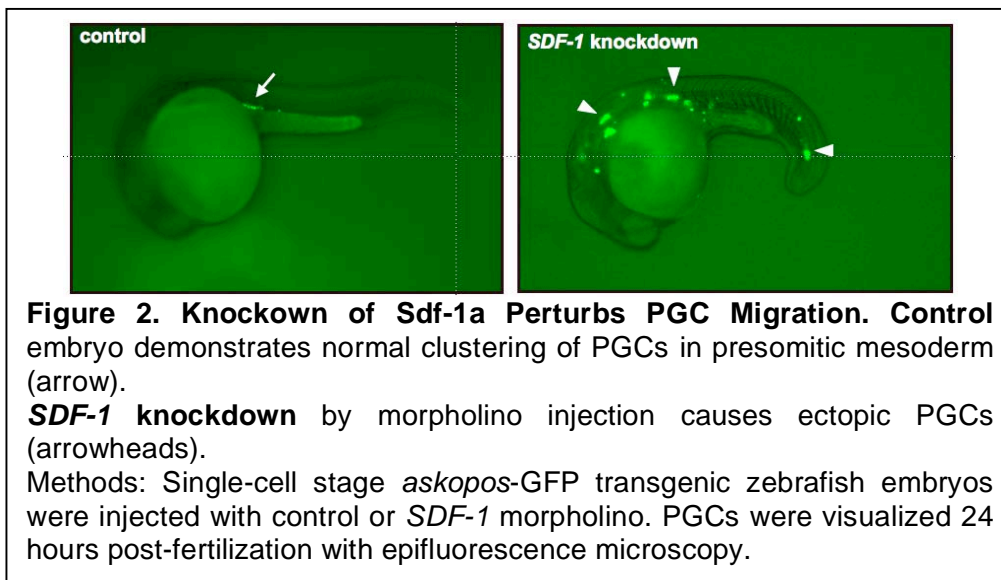 control
SDF-1 knockdown
Figure 2. Knockown of Sdf-1a Perturbs PGC Migration. Control
embryo demonstrates normal clustering of PGCs in presomitic mesoderm
(arrow).
SDF-1 knockdown by morpholino injection causes ectopic PGCs
(arrowheads).
Methods: Single-cell stage askopos-GFP transgenic zebrafish embryos
were injected with control or SDF-1 morpholino. PGCs were visualized 24
hours post-fertilization with epifluorescence microscopy.